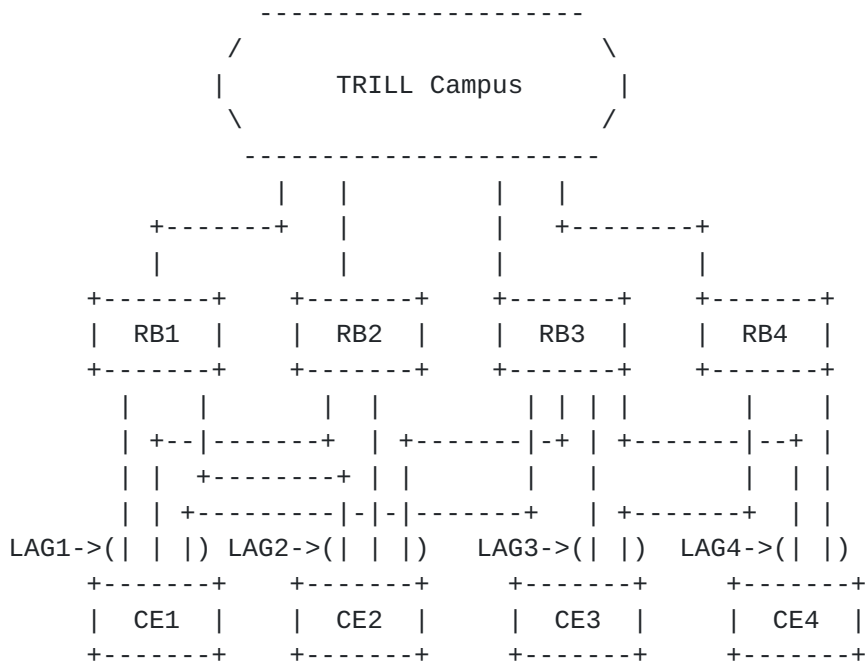 TRILL Campus
RB1 RB2 RB3 RB4
LAG1->( ) LAG2->( ) LAG3->( ) LAG4->( )
CE1 CE2 CE3 CE4